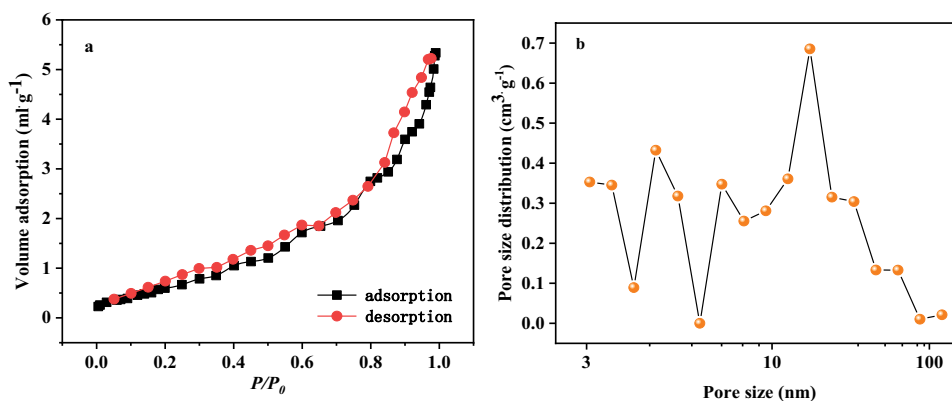 a
Volume adsorption (ml·g⁻¹)
6
5
4
3
2
1
0
0.0 0.2 0.4 0.6 0.8 1.0
P/P₀
adsorption
desorption
b
Pore size distribution (cm³·g⁻¹)
0.7
0.6
0.5
0.4
0.3
0.2
0.1
0.0
3 10 100
Pore size (nm)